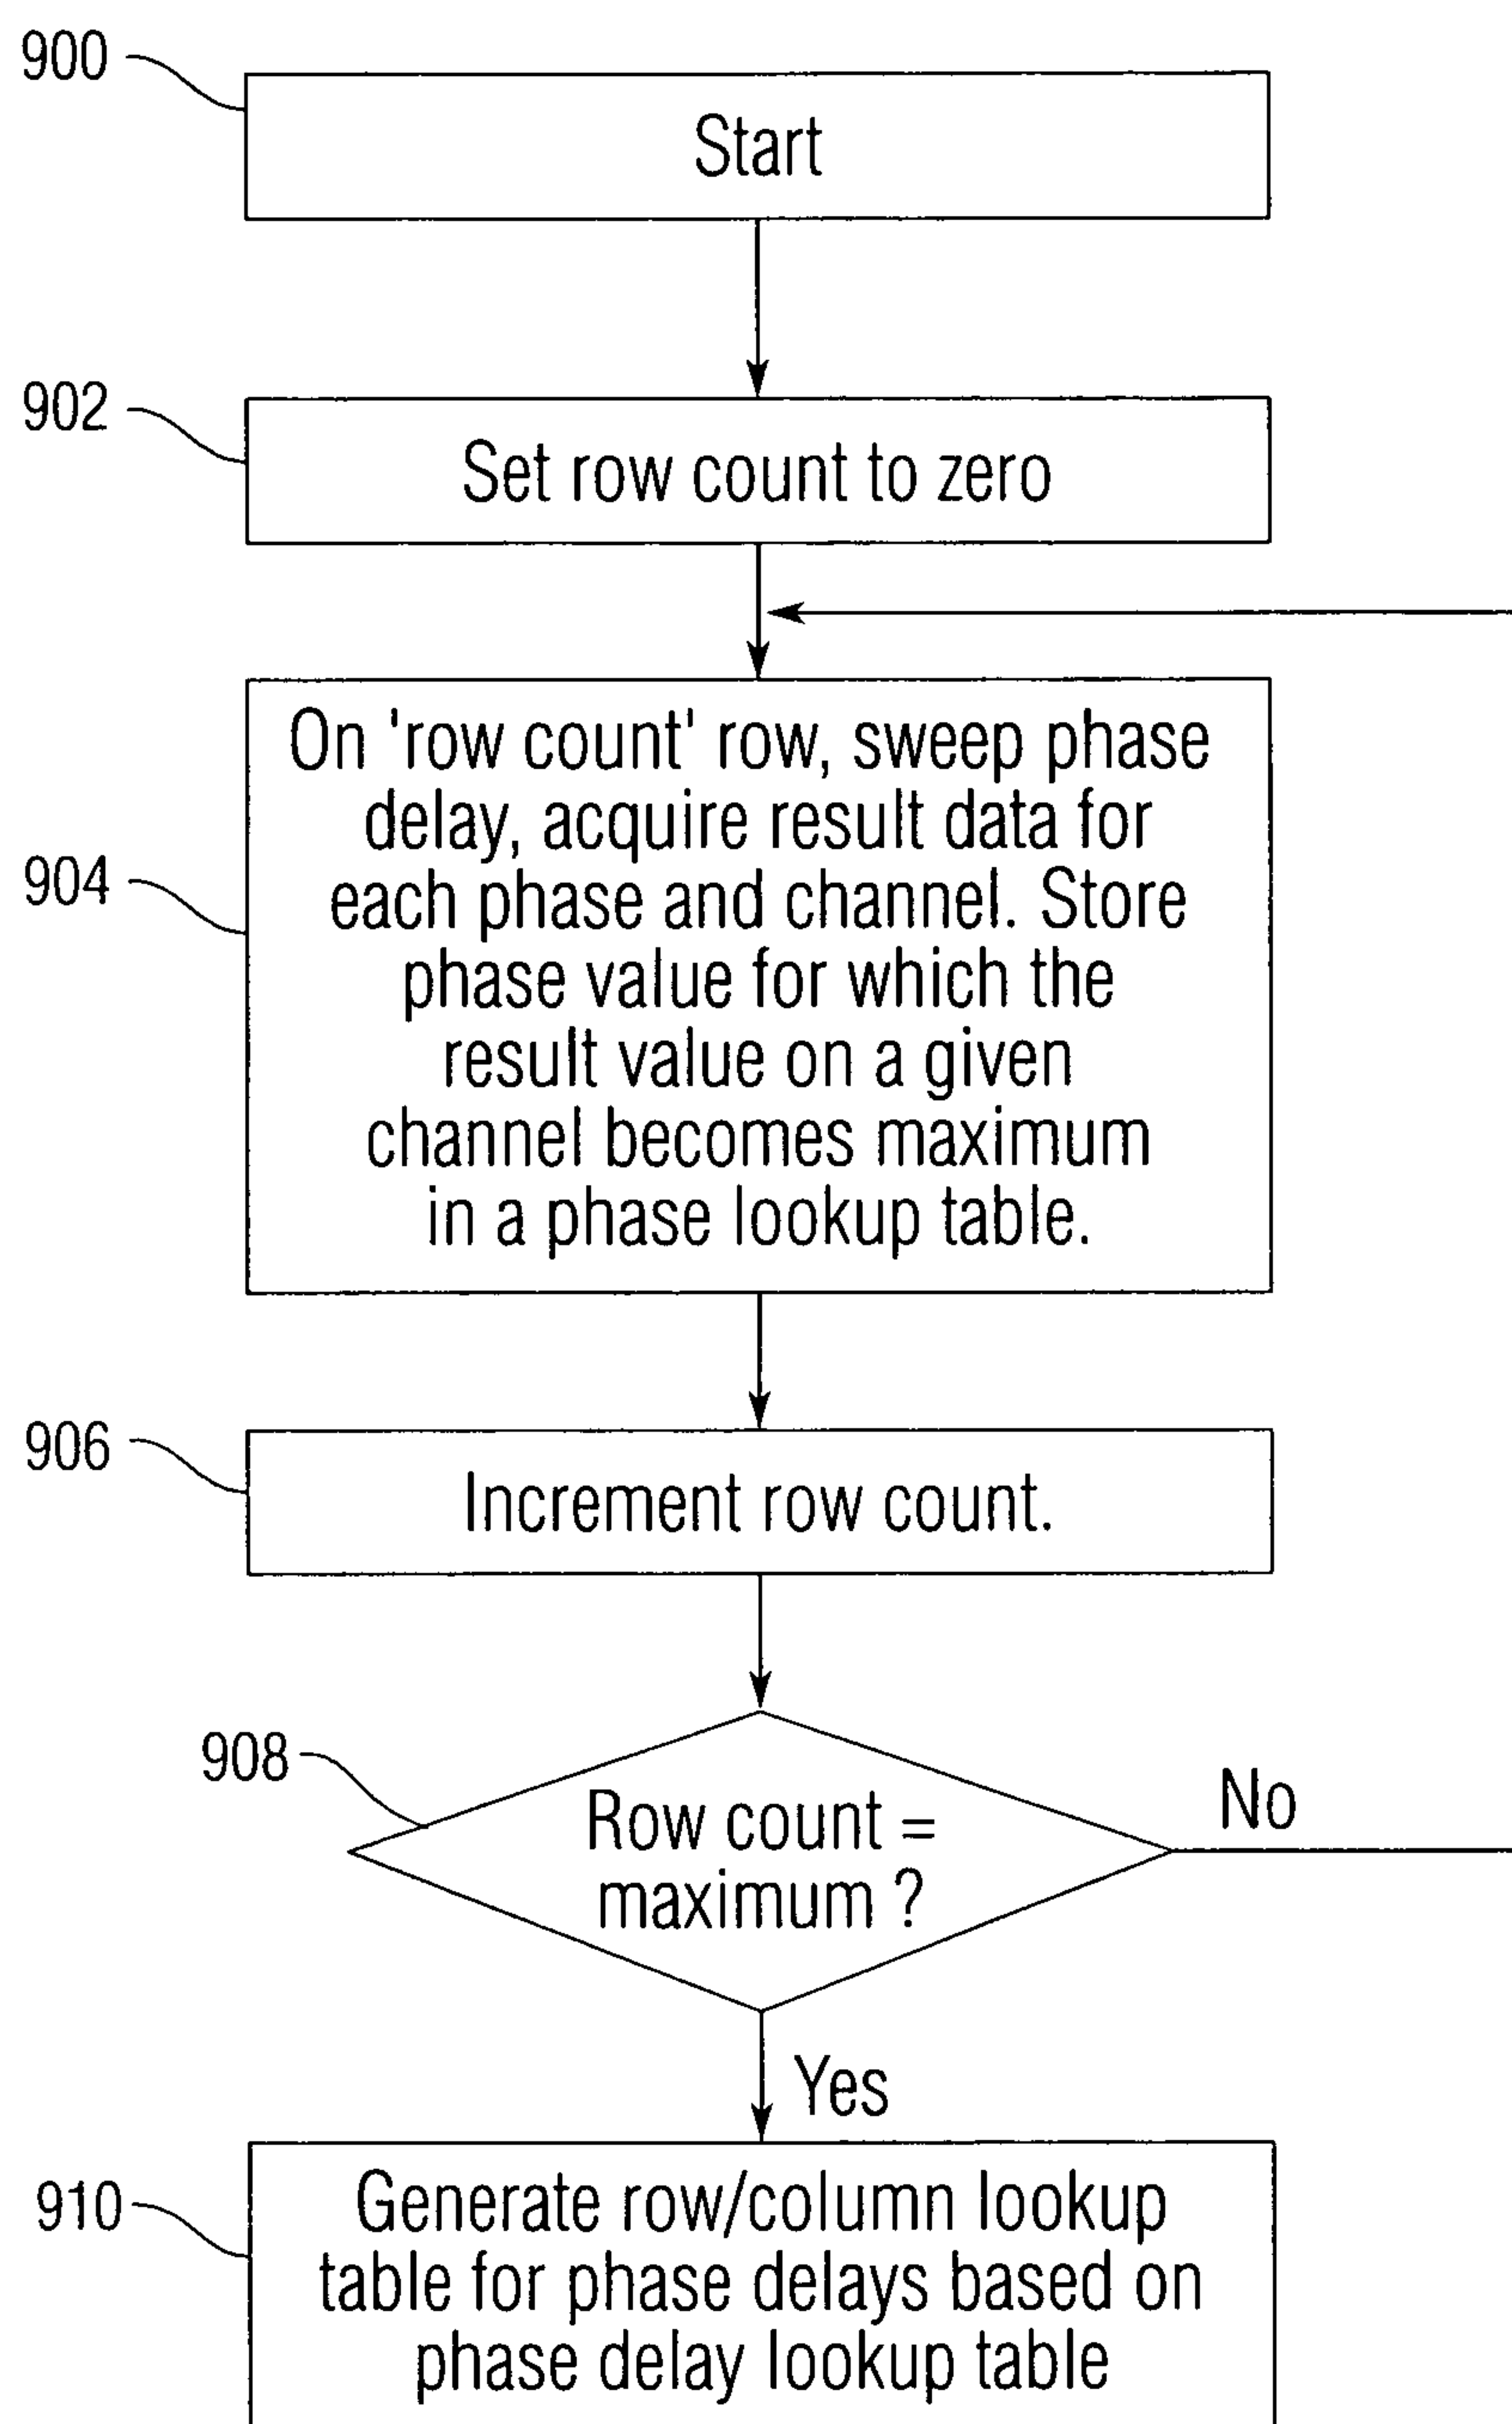 900
Start
902
Set row count to zero
904
On 'row count' row, sweep phase
delay, acquire result data for
each phase and channel. Store
phase value for which the
result value on a given
channel becomes maximum
in a phase lookup table.
906
Increment row count.
908
Row count =
maximum ?
No
Yes
910
Generate row/column lookup
table for phase delays based on
phase delay lookup table